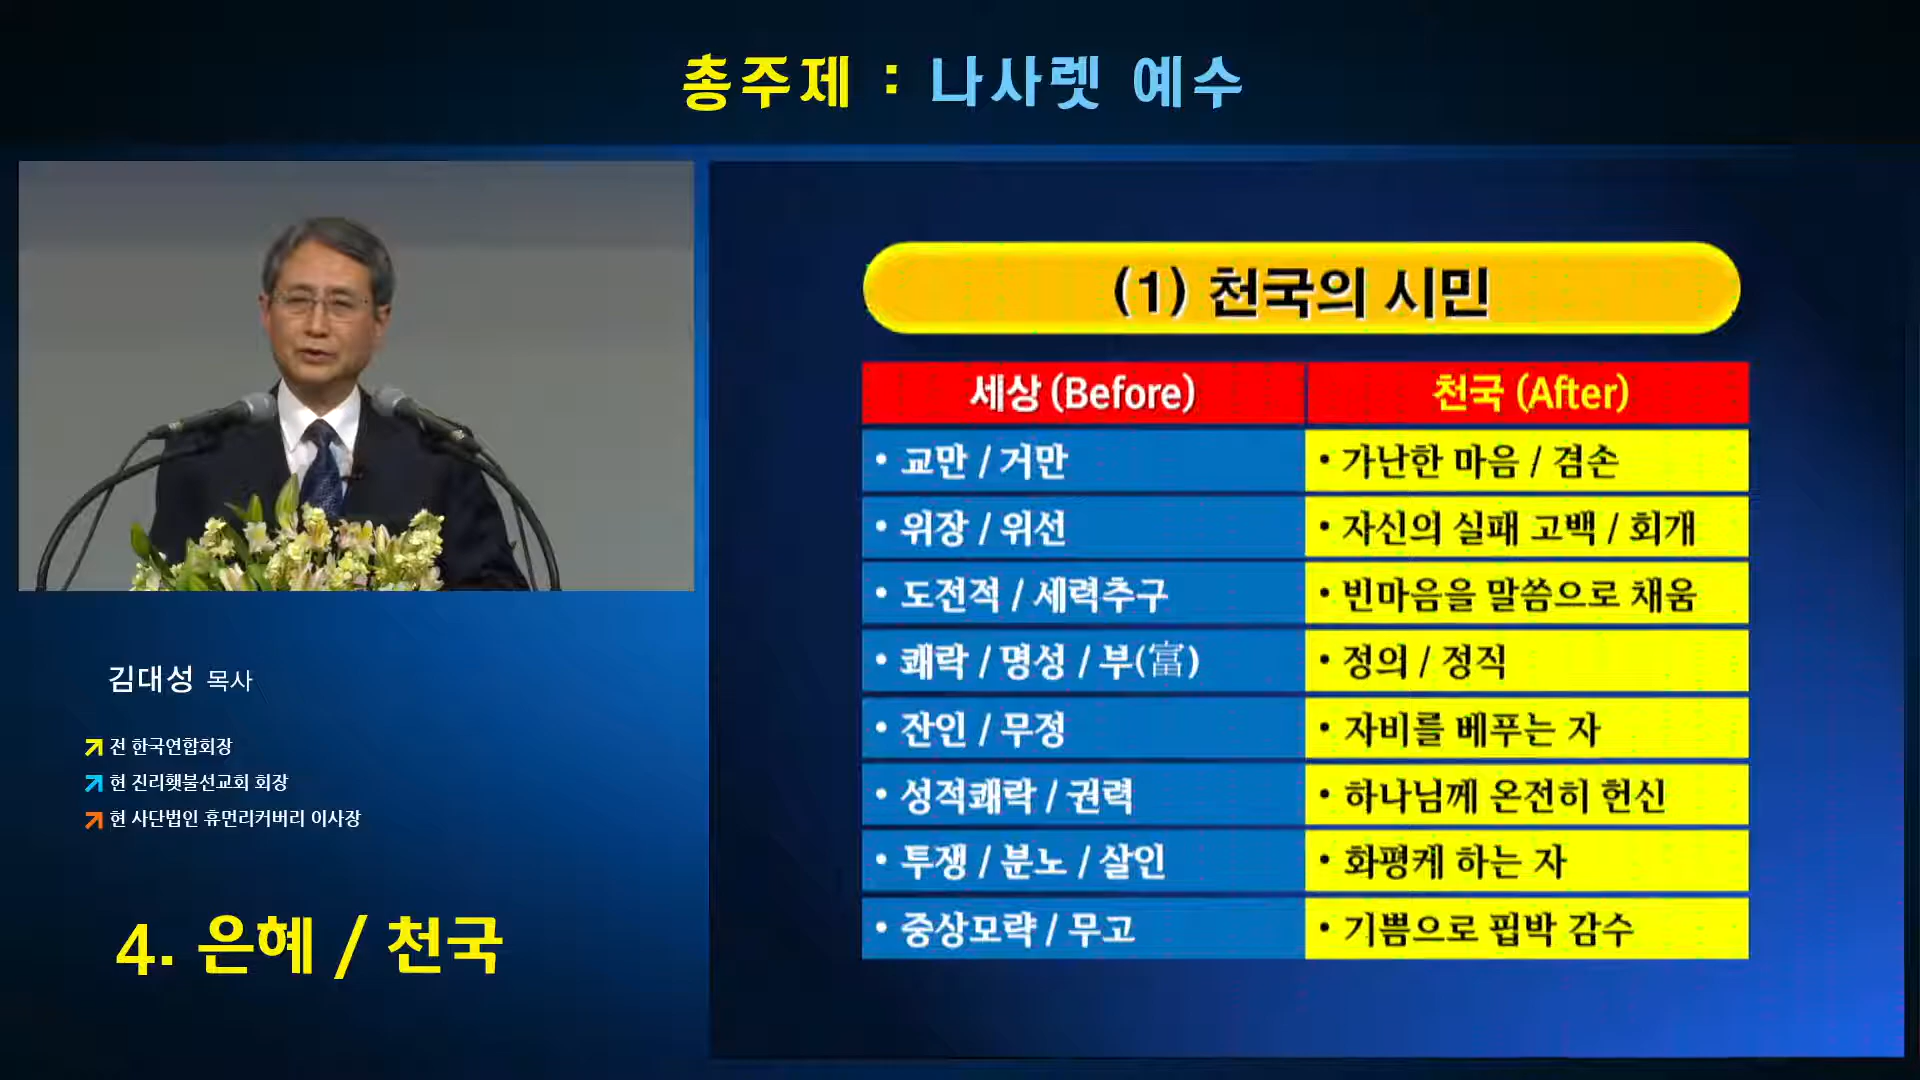 총주제 : 나사렛 예수
김대성 목사
전 한국연합회장
현 진리횃불선교회 회장
현 사단법인 휴먼리커버리 이사장
4. 은혜 / 천국
(1) 천국의 시민
세상 (Before) 천국 (After)
• 교만 / 거만 • 가난한 마음 / 겸손
• 위장 / 위선 • 자신의 실패 고백 / 회개
• 도전적 / 세력추구 • 빈마음을 말씀으로 채움
• 쾌락 / 명성 / 부(富) • 정의 / 정직
• 잔인 / 무정 • 자비를 베푸는 자
• 성적쾌락 / 권력 • 하나님께 온전히 헌신
• 투쟁 / 분노 / 살인 • 화평케 하는 자
• 중상모략 / 무고 • 기쁨으로 핍박 감수